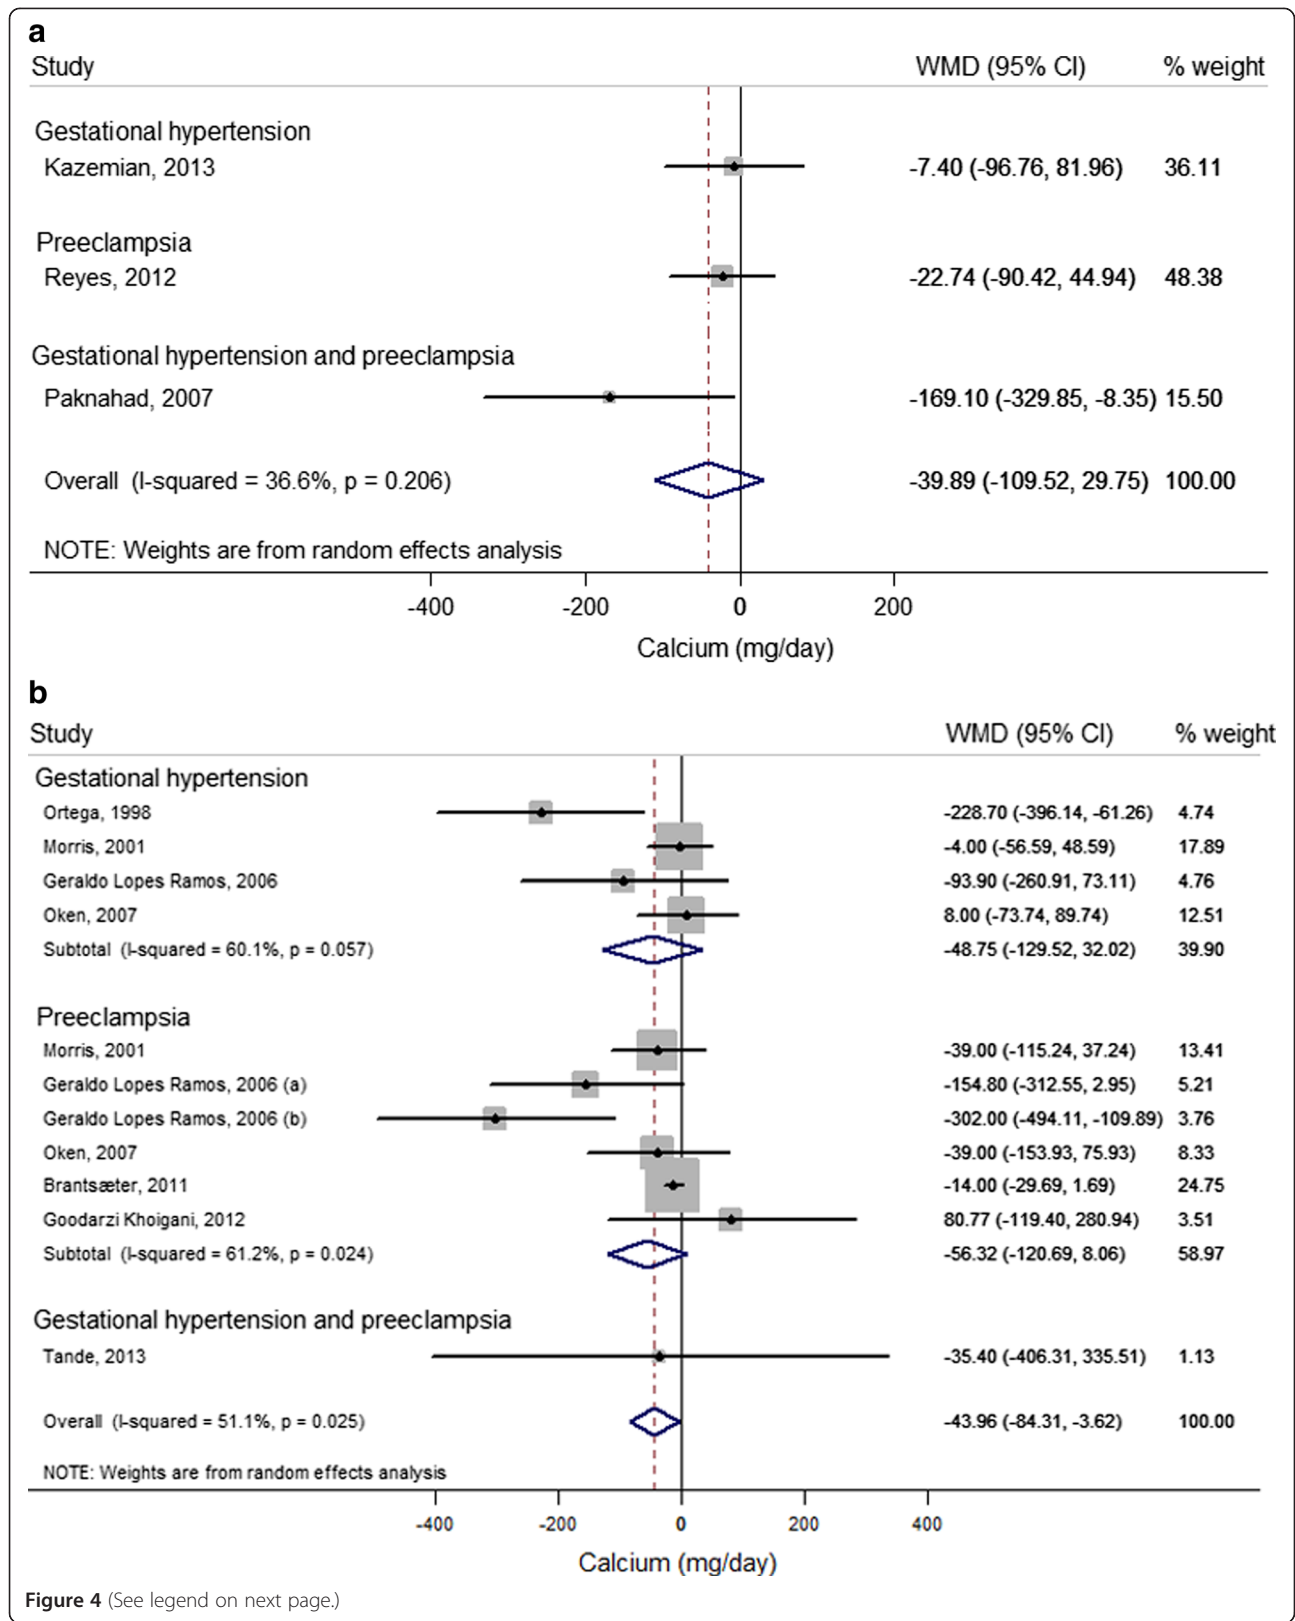 a
Study WMD (95% CI) % weight
Gestational hypertension
Kazemian, 2013 -7.40 (-96.76, 81.96) 36.11
Preeclampsia
Reyes, 2012 -22.74 (-90.42, 44.94) 48.38
Gestational hypertension and preeclampsia
Paknahad, 2007 -169.10 (-329.85, -8.35) 15.50
Overall (I-squared = 36.6%, p = 0.206) -39.89 (-109.52, 29.75) 100.00
NOTE: Weights are from random effects analysis
-400 -200 0 200
Calcium (mg/day)
b
Study WMD (95% CI) % weight
Gestational hypertension
Ortega, 1998 -228.70 (-396.14, -61.26) 4.74
Morris, 2001 -4.00 (-56.59, 48.59) 17.89
Geraldo Lopes Ramos, 2006 -93.90 (-260.91, 73.11) 4.76
Oken, 2007 8.00 (-73.74, 89.74) 12.51
Subtotal (I-squared = 60.1%, p = 0.057) -48.75 (-129.52, 32.02) 39.90
Preeclampsia
Morris, 2001 -39.00 (-115.24, 37.24) 13.41
Geraldo Lopes Ramos, 2006 (a) -154.80 (-312.55, 2.95) 5.21
Geraldo Lopes Ramos, 2006 (b) -302.00 (-494.11, -109.89) 3.76
Oken, 2007 -39.00 (-153.93, 75.93) 8.33
Brantsæter, 2011 -14.00 (-29.69, 1.69) 24.75
Goodarzi Khoigani, 2012 80.77 (-119.40, 280.94) 3.51
Subtotal (I-squared = 61.2%, p = 0.024) -56.32 (-120.69, 8.06) 58.97
Gestational hypertension and preeclampsia
Tande, 2013 -35.40 (-406.31, 335.51) 1.13
Overall (I-squared = 51.1%, p = 0.025) -43.96 (-84.31, -3.62) 100.00
NOTE: Weights are from random effects analysis
-400 -200 0 200 400
Calcium (mg/day)
Figure 4 (See legend on next page.)